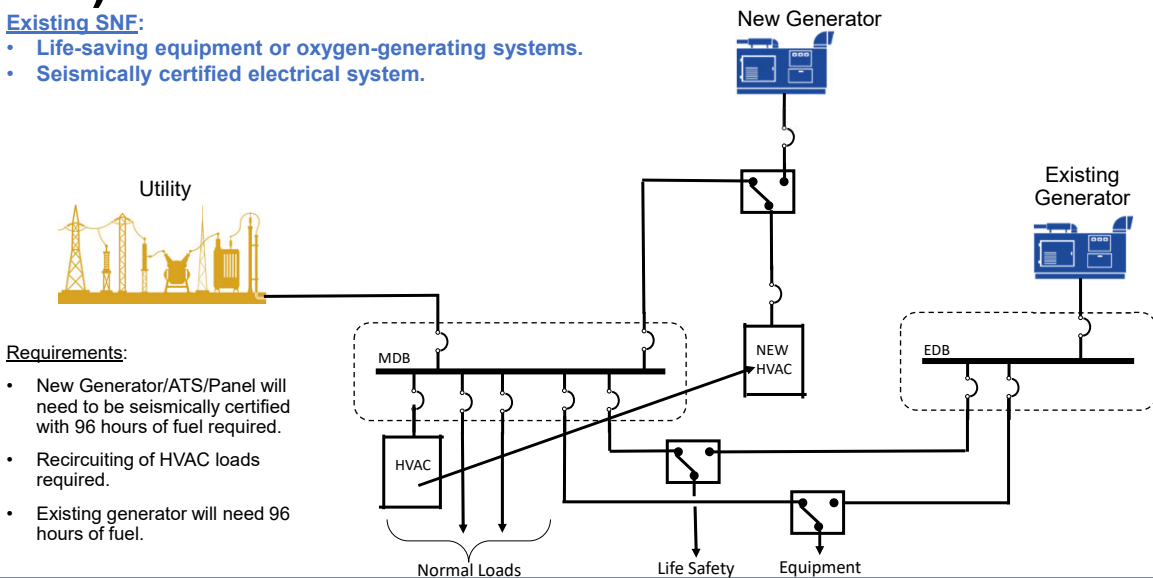 Existing SNF:
• Life-saving equipment or oxygen-generating systems.
• Seismically certified electrical system.
New Generator
Utility
Existing
Generator
MDB
NEW
HVAC
EDB
HVAC
Requirements:
• New Generator/ATS/Panel will
need to be seismically certified
with 96 hours of fuel required.
• Recircuiting of HVAC loads
required.
• Existing generator will need 96
hours of fuel.
Normal Loads
Life Safety
Equipment